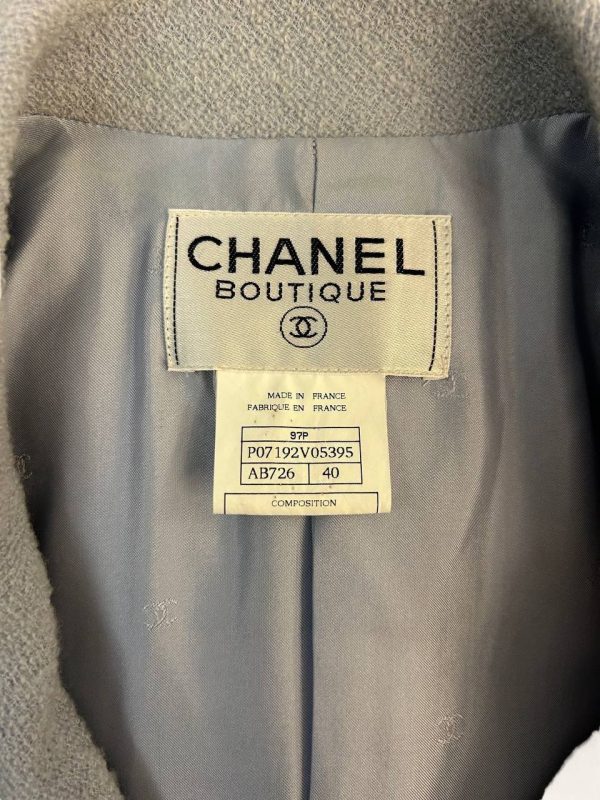 CHANEL
BOUTIQUE
MADE IN FRANCE
FABRIQUE EN FRANCE
97P
P07192V05395
AB726 40
COMPOSITION